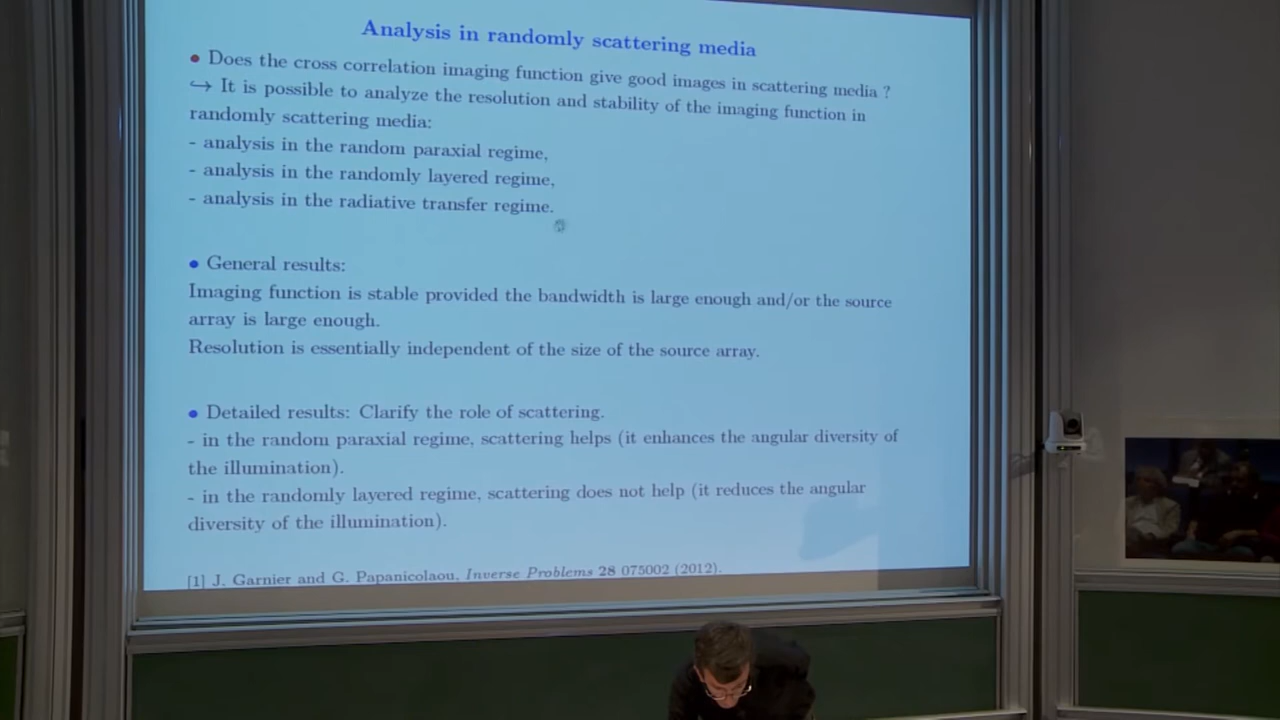 Analysis in randomly scattering media
• Does the cross correlation imaging function give good images in scattering media ?
↪ It is possible to analyze the resolution and stability of the imaging function in
randomly scattering media:
- analysis in the random paraxial regime,
- analysis in the randomly layered regime,
- analysis in the radiative transfer regime.
• General results:
Imaging function is stable provided the bandwidth is large enough and/or the source
array is large enough.
Resolution is essentially independent of the size of the source array.
• Detailed results: Clarify the role of scattering.
- in the random paraxial regime, scattering helps (it enhances the angular diversity of
the illumination).
- in the randomly layered regime, scattering does not help (it reduces the angular
diversity of the illumination).
[1] J. Garnier and G. Papanicolaou, Inverse Problems 28 075002 (2012).